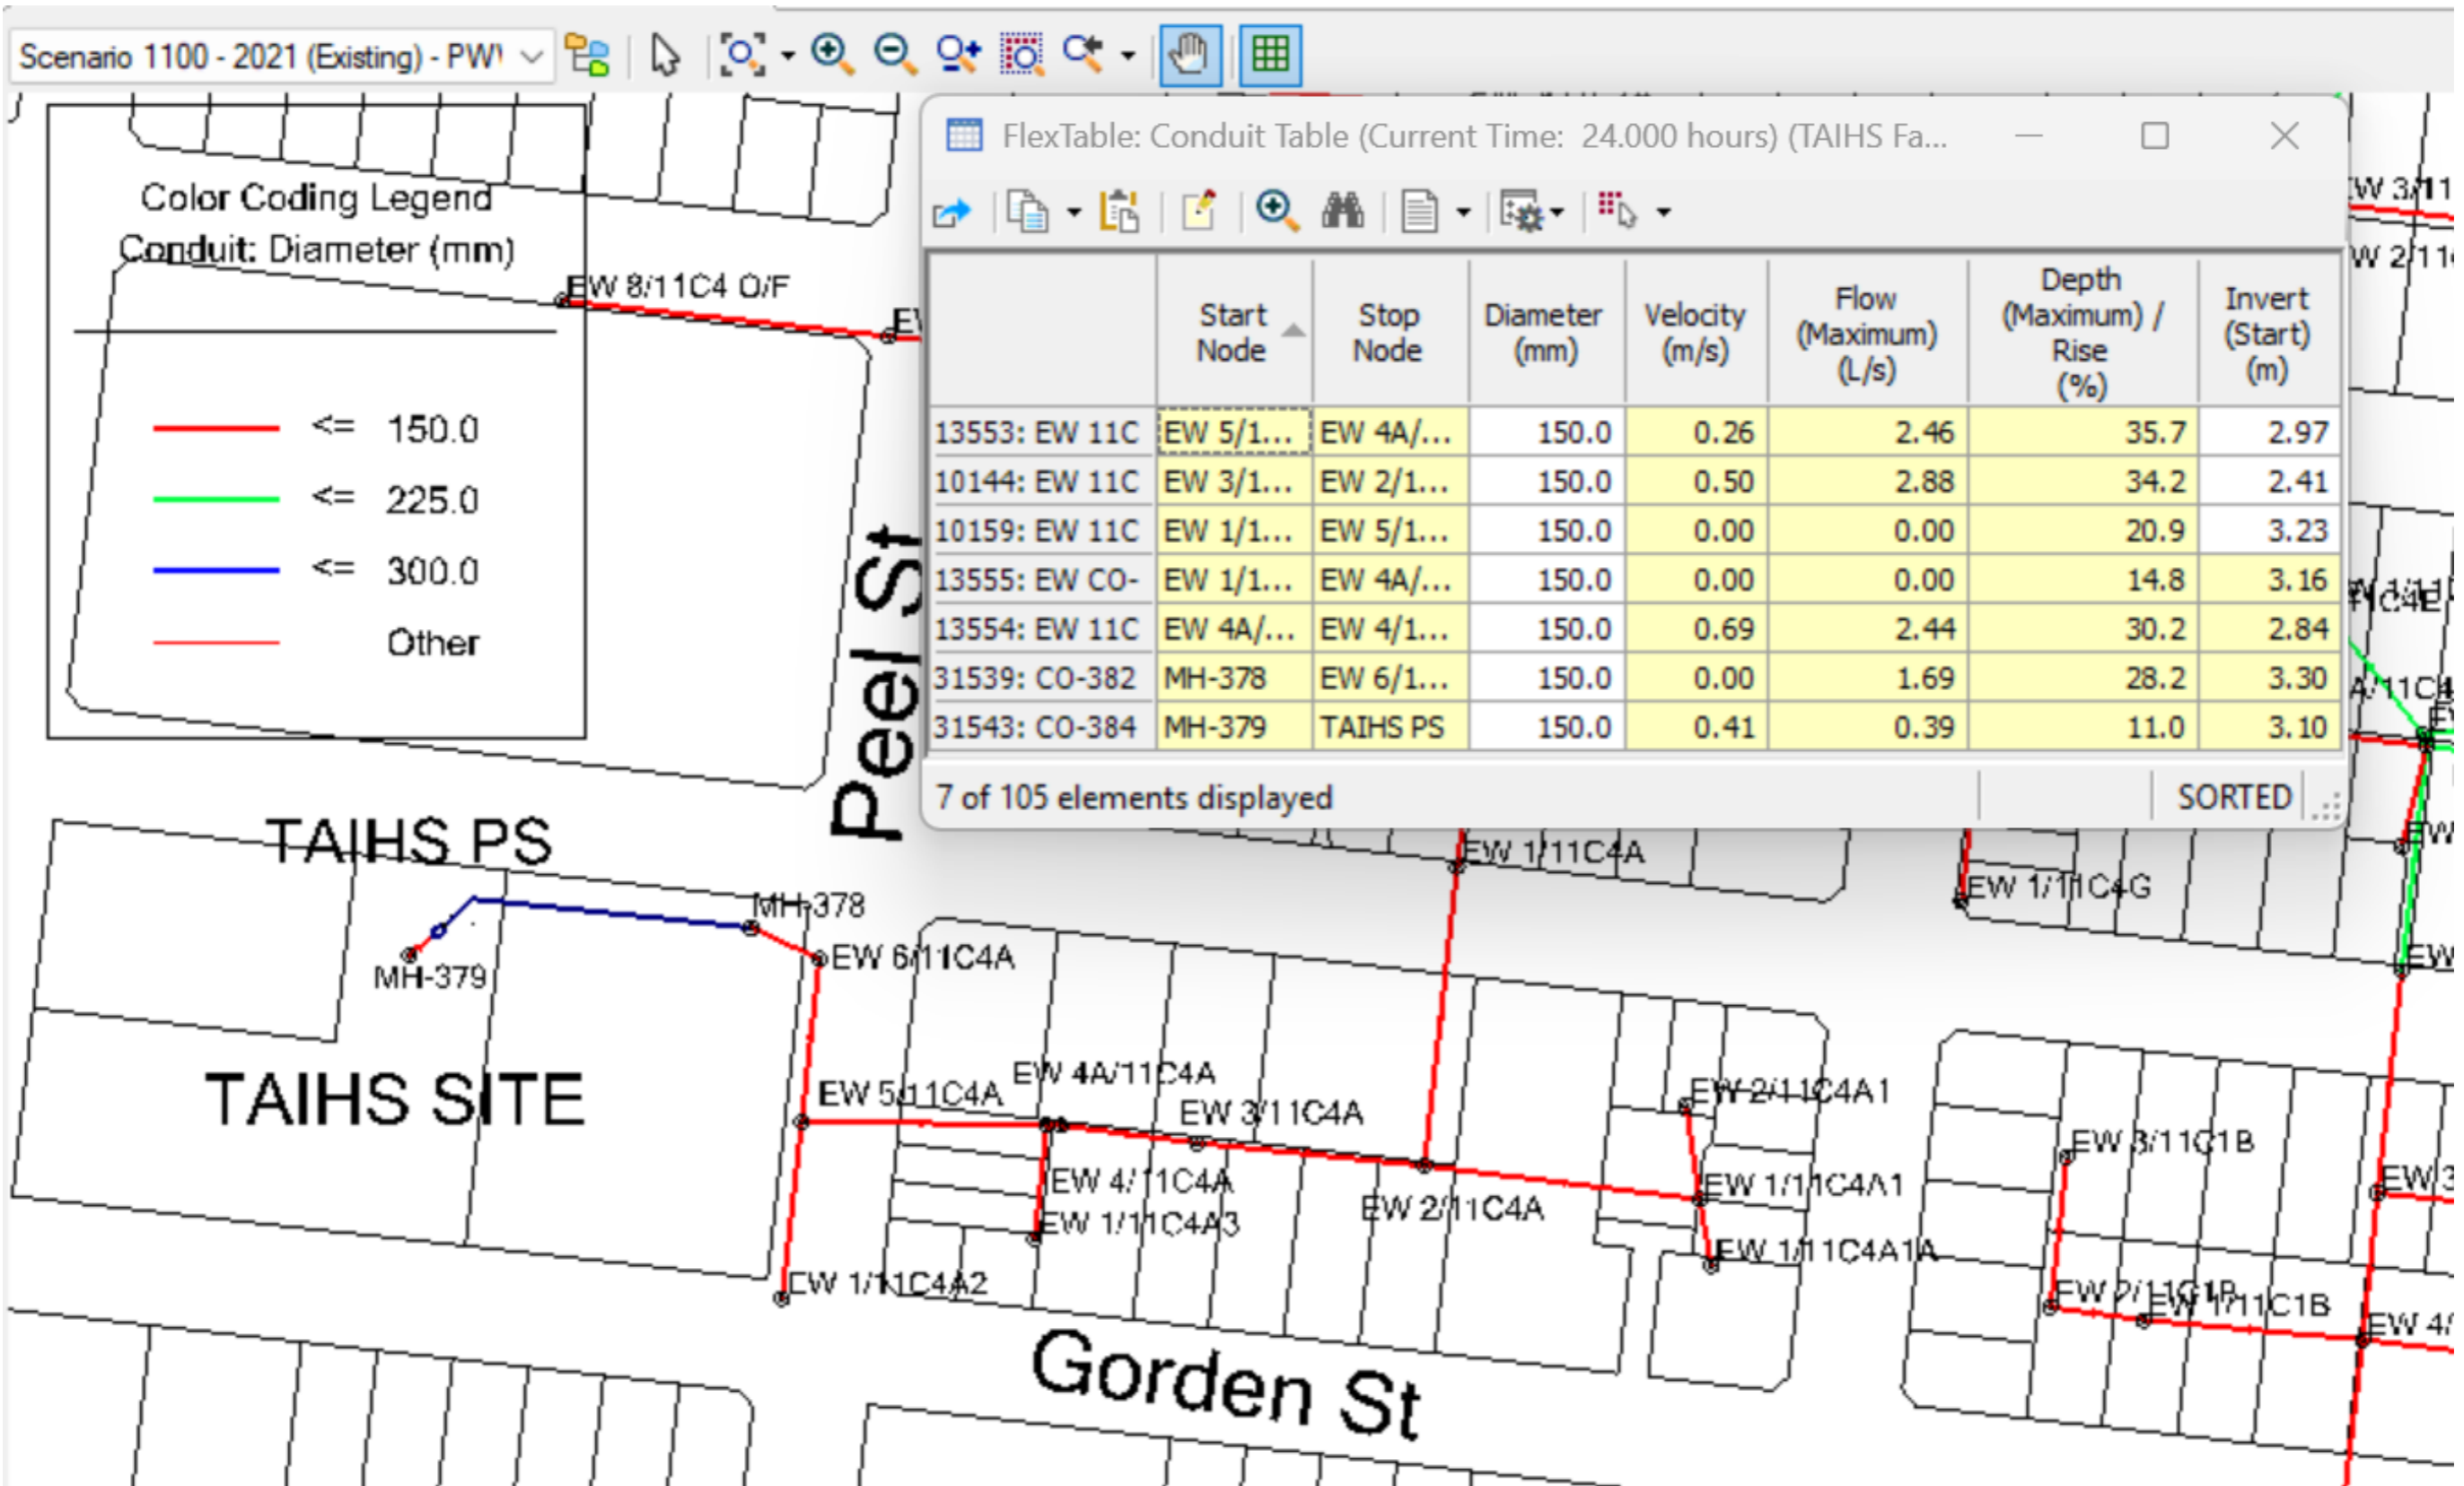 Scenario 1100 - 2021 (Existing) - PW
FlexTable: Conduit Table (Current Time: 24.000 hours) (TAIHS Fa...
Color Coding Legend
Conduit: Diameter (mm)
<= 150.0
<= 225.0
<= 300.0
Other
Start Node Stop Node Diameter (mm) Velocity (m/s) Flow (Maximum) (L/s) Depth (Maximum) / Rise (%) Invert (Start) (m)
13553: EW 11C EW 5/1... EW 4A/... 150.0 0.26 2.46 35.7 2.97
10144: EW 11C EW 3/1... EW 2/1... 150.0 0.50 2.88 34.2 2.41
10159: EW 11C EW 1/1... EW 5/1... 150.0 0.00 0.00 20.9 3.23
13555: EW CO- EW 1/1... EW 4A/... 150.0 0.00 0.00 14.8 3.16
13554: EW 11C EW 4A/... EW 4/1... 150.0 0.69 2.44 30.2 2.84
31539: CO-382 MH-378 EW 6/1... 150.0 0.00 1.69 28.2 3.30
31543: CO-384 MH-379 TAIHS PS 150.0 0.41 0.39 11.0 3.10
7 of 105 elements displayed
SORTED
EW 8/11C4 O/F
Peel St
TAIHS PS
MH-378
MH-379
TAIHS SITE
EW 6/11C4A
EW 5/11C4A
EW 4A/11C4A
EW 3/11C4A
EW 4/11C4A
EW 1/11C4A3
EW 1/11C4A2
EW 1/11C4A
EW 2/11C4A
EW 2/11C4A1
EW 1/11C4A1
EW 1/11C4A1A
EW 1/11C4G
EW 3/11C1B
EW 2/11C1B
EW 1/11C1B
EW 3
EW 4/
Gorden St